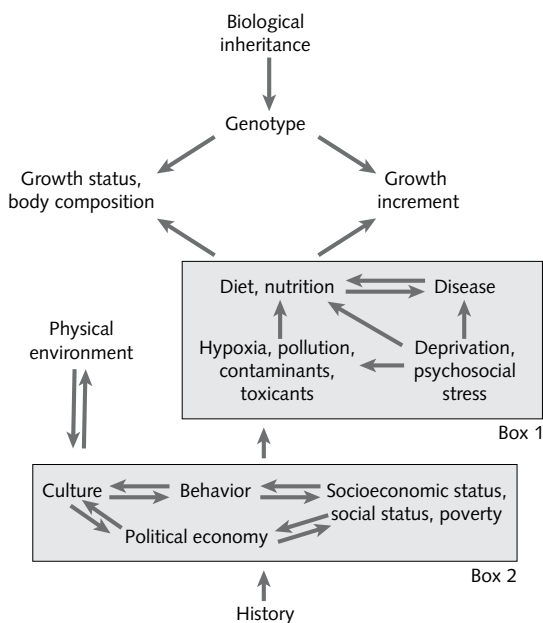 Biological
inheritance
Genotype
Growth status,
body composition
Growth
increment
Diet, nutrition
Disease
Physical
environment
Hypoxia, pollution,
contaminants,
toxicants
Deprivation,
psychosocial
stress
Box 1
Culture
Behavior
Socioeconomic status,
social status, poverty
Political economy
Box 2
History